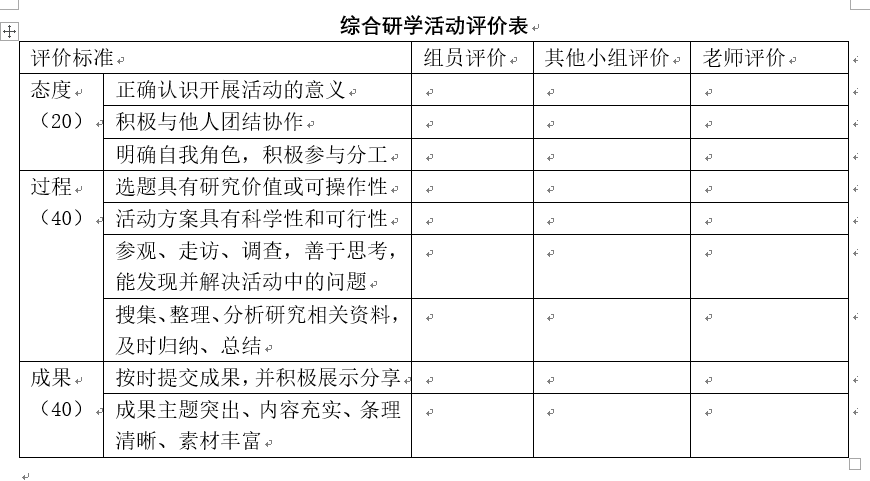 综合研学活动评价表
评价标准 组员评价 其他小组评价 老师评价
态度
（20）
正确认识开展活动的意义
积极与他人团结协作
明确自我角色，积极参与分工
过程
（40）
选题具有研究价值或可操作性
活动方案具有科学性和可行性
参观、走访、调查，善于思考，
能发现并解决活动中的问题
搜集、整理、分析研究相关资料，
及时归纳、总结
成果
（40）
按时提交成果，并积极展示分享
成果主题突出、内容充实、条理
清晰、素材丰富